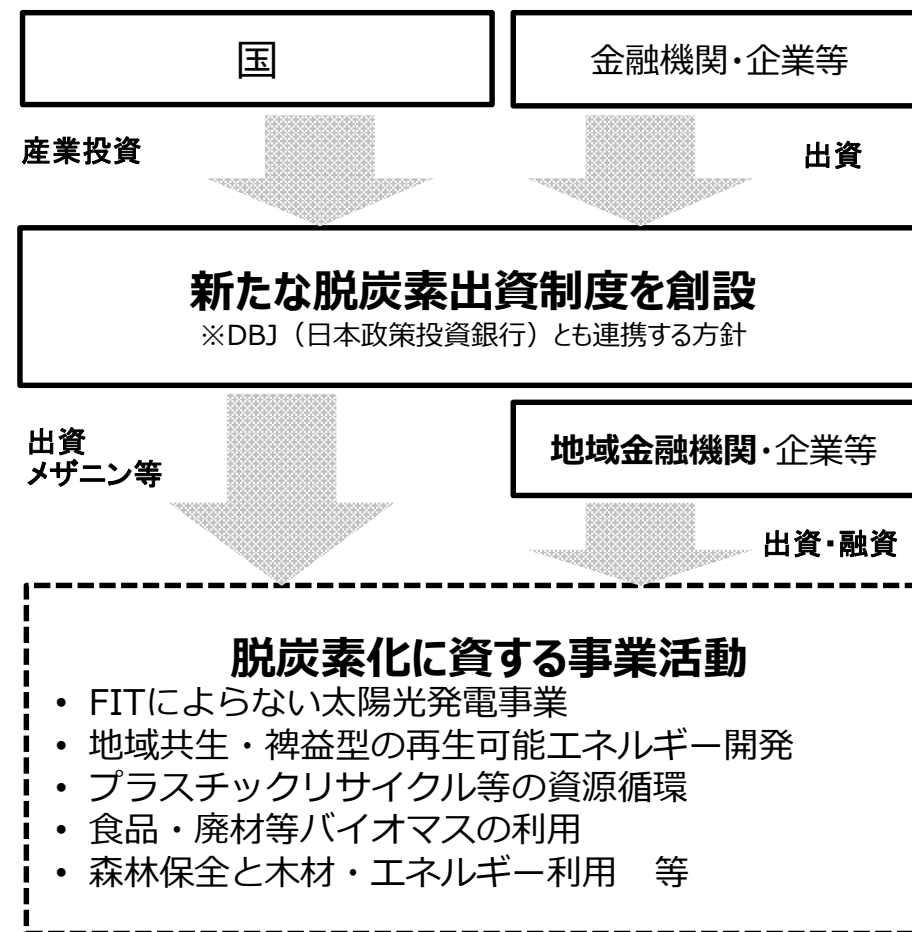 国
金融機関・企業等
産業投資
出資
新たな脱炭素出資制度を創設
※DBJ（日本政策投資銀行）とも連携する方針
出資
メザニン等
地域金融機関・企業等
出資・融資
脱炭素化に資する事業活動
• FITによらない太陽光発電事業
• 地域共生・裨益型の再生可能エネルギー開発
• プラスチックリサイクル等の資源循環
• 食品・廃材等バイオマスの利用
• 森林保全と木材・エネルギー利用　等